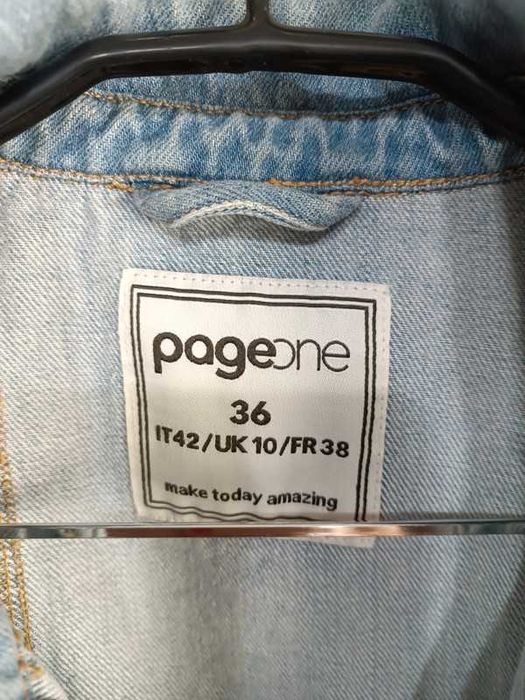 pageone
36
IT42/UK10/FR38
make today amazing